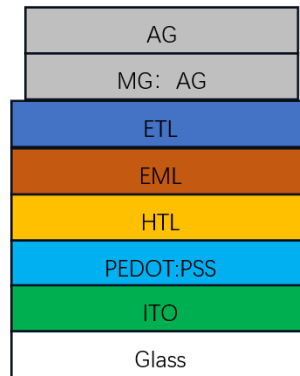 AG
MG： AG
ETL
EML
HTL
PEDOT:PSS
ITO
Glass